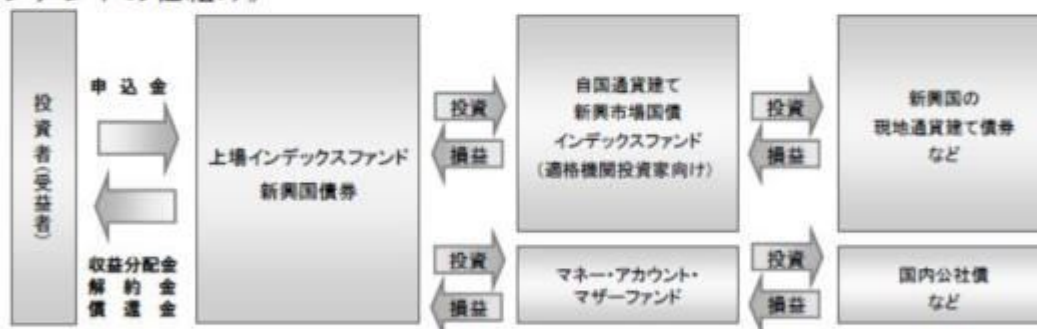 投資者(受益者)
申込金
収益分配金
解約金
償還金
上場インデックスファンド
新興国債券
投資
損益
投資
損益
自国通貨建て
新興市場国債
インデックスファンド
(適格機関投資家向け)
マネー・アカウント・
マザーファンド
投資
損益
投資
損益
新興国の
現地通貨建て債券
など
国内公社債
など